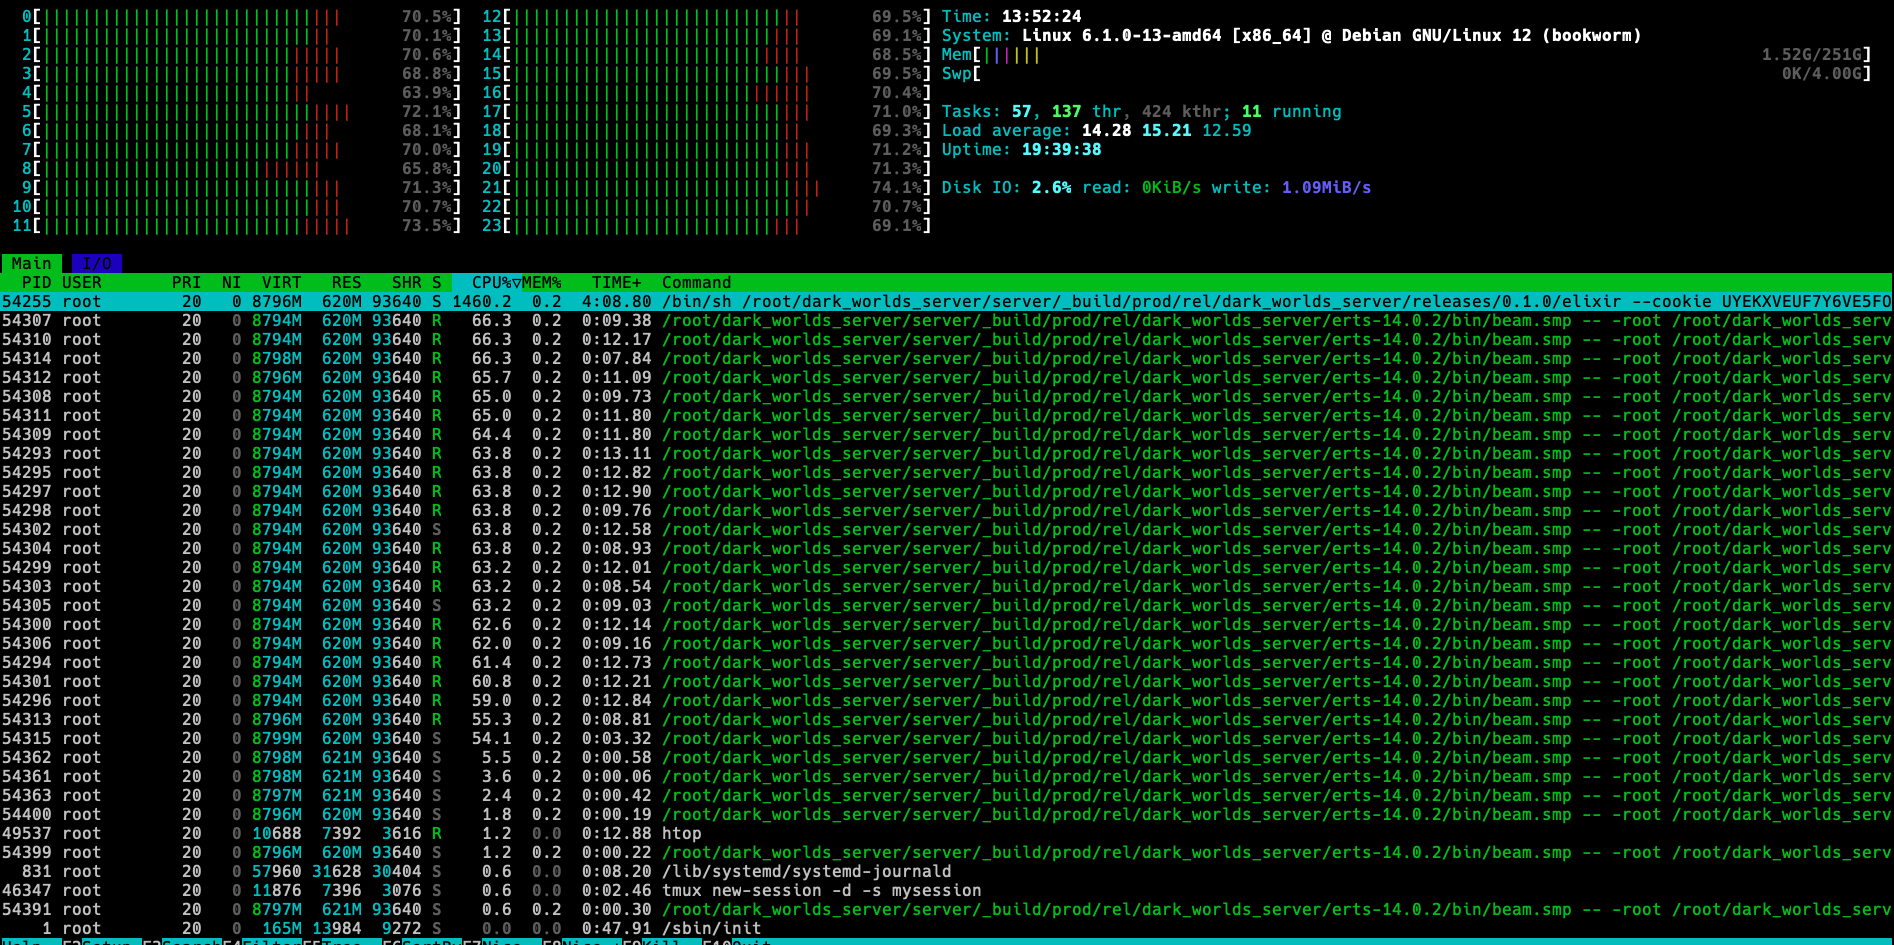 0[ 70.5%] 12[ 69.5%] Time: 13:52:24
1[ 70.1%] 13[ 69.1%] System: Linux 6.1.0-13-amd64 [x86_64] @ Debian GNU/Linux 12 (bookworm)
2[ 70.6%] 14[ 68.5%] Mem[ 1.52G/251G]
3[ 68.8%] 15[ 69.5%] Swp[ 0K/4.00G]
4[ 63.9%] 16[ 70.4%]
5[ 72.1%] 17[ 71.0%] Tasks: 57, 137 thr, 424 kthr; 11 running
6[ 68.1%] 18[ 69.3%] Load average: 14.28 15.21 12.59
7[ 70.0%] 19[ 71.2%] Uptime: 19:39:38
8[ 65.8%] 20[ 71.3%]
9[ 71.3%] 21[ 74.1%] Disk IO: 2.6% read: 0KiB/s write: 1.09MiB/s
10[ 70.7%] 22[ 70.7%]
11[ 73.5%] 23[ 69.1%]
Main I/O
PID USER PRI NI VIRT RES SHR S CPU%▽MEM% TIME+ Command
54255 root 20 0 8796M 620M 93640 S 1460.2 0.2 4:08.80 /bin/sh /root/dark_worlds_server/server/_build/prod/rel/dark_worlds_server/releases/0.1.0/elixir --cookie UYEKXVEUF7Y6VE5FO
54307 root 20 0 8794M 620M 93640 R 66.3 0.2 0:09.38 /root/dark_worlds_server/server/_build/prod/rel/dark_worlds_server/erts-14.0.2/bin/beam.smp -- -root /root/dark_worlds_serv
54310 root 20 0 8794M 620M 93640 R 66.3 0.2 0:12.17 /root/dark_worlds_server/server/_build/prod/rel/dark_worlds_server/erts-14.0.2/bin/beam.smp -- -root /root/dark_worlds_serv
54314 root 20 0 8798M 620M 93640 R 66.3 0.2 0:07.84 /root/dark_worlds_server/server/_build/prod/rel/dark_worlds_server/erts-14.0.2/bin/beam.smp -- -root /root/dark_worlds_serv
54312 root 20 0 8796M 620M 93640 R 65.7 0.2 0:11.09 /root/dark_worlds_server/server/_build/prod/rel/dark_worlds_server/erts-14.0.2/bin/beam.smp -- -root /root/dark_worlds_serv
54308 root 20 0 8794M 620M 93640 R 65.0 0.2 0:09.73 /root/dark_worlds_server/server/_build/prod/rel/dark_worlds_server/erts-14.0.2/bin/beam.smp -- -root /root/dark_worlds_serv
54311 root 20 0 8794M 620M 93640 R 65.0 0.2 0:11.80 /root/dark_worlds_server/server/_build/prod/rel/dark_worlds_server/erts-14.0.2/bin/beam.smp -- -root /root/dark_worlds_serv
54309 root 20 0 8794M 620M 93640 R 64.4 0.2 0:11.80 /root/dark_worlds_server/server/_build/prod/rel/dark_worlds_server/erts-14.0.2/bin/beam.smp -- -root /root/dark_worlds_serv
54293 root 20 0 8794M 620M 93640 R 63.8 0.2 0:13.11 /root/dark_worlds_server/server/_build/prod/rel/dark_worlds_server/erts-14.0.2/bin/beam.smp -- -root /root/dark_worlds_serv
54295 root 20 0 8794M 620M 93640 R 63.8 0.2 0:12.82 /root/dark_worlds_server/server/_build/prod/rel/dark_worlds_server/erts-14.0.2/bin/beam.smp -- -root /root/dark_worlds_serv
54297 root 20 0 8794M 620M 93640 R 63.8 0.2 0:12.90 /root/dark_worlds_server/server/_build/prod/rel/dark_worlds_server/erts-14.0.2/bin/beam.smp -- -root /root/dark_worlds_serv
54298 root 20 0 8794M 620M 93640 R 63.8 0.2 0:09.76 /root/dark_worlds_server/server/_build/prod/rel/dark_worlds_server/erts-14.0.2/bin/beam.smp -- -root /root/dark_worlds_serv
54302 root 20 0 8794M 620M 93640 S 63.8 0.2 0:12.58 /root/dark_worlds_server/server/_build/prod/rel/dark_worlds_server/erts-14.0.2/bin/beam.smp -- -root /root/dark_worlds_serv
54304 root 20 0 8794M 620M 93640 R 63.8 0.2 0:08.93 /root/dark_worlds_server/server/_build/prod/rel/dark_worlds_server/erts-14.0.2/bin/beam.smp -- -root /root/dark_worlds_serv
54299 root 20 0 8794M 620M 93640 R 63.2 0.2 0:12.01 /root/dark_worlds_server/server/_build/prod/rel/dark_worlds_server/erts-14.0.2/bin/beam.smp -- -root /root/dark_worlds_serv
54303 root 20 0 8794M 620M 93640 R 63.2 0.2 0:08.54 /root/dark_worlds_server/server/_build/prod/rel/dark_worlds_server/erts-14.0.2/bin/beam.smp -- -root /root/dark_worlds_serv
54305 root 20 0 8794M 620M 93640 S 63.2 0.2 0:09.03 /root/dark_worlds_server/server/_build/prod/rel/dark_worlds_server/erts-14.0.2/bin/beam.smp -- -root /root/dark_worlds_serv
54300 root 20 0 8794M 620M 93640 R 62.6 0.2 0:12.14 /root/dark_worlds_server/server/_build/prod/rel/dark_worlds_server/erts-14.0.2/bin/beam.smp -- -root /root/dark_worlds_serv
54306 root 20 0 8794M 620M 93640 R 62.0 0.2 0:09.16 /root/dark_worlds_server/server/_build/prod/rel/dark_worlds_server/erts-14.0.2/bin/beam.smp -- -root /root/dark_worlds_serv
54294 root 20 0 8794M 620M 93640 R 61.4 0.2 0:12.73 /root/dark_worlds_server/server/_build/prod/rel/dark_worlds_server/erts-14.0.2/bin/beam.smp -- -root /root/dark_worlds_serv
54301 root 20 0 8794M 620M 93640 R 60.8 0.2 0:12.21 /root/dark_worlds_server/server/_build/prod/rel/dark_worlds_server/erts-14.0.2/bin/beam.smp -- -root /root/dark_worlds_serv
54296 root 20 0 8794M 620M 93640 R 59.0 0.2 0:12.84 /root/dark_worlds_server/server/_build/prod/rel/dark_worlds_server/erts-14.0.2/bin/beam.smp -- -root /root/dark_worlds_serv
54313 root 20 0 8796M 620M 93640 R 55.3 0.2 0:08.81 /root/dark_worlds_server/server/_build/prod/rel/dark_worlds_server/erts-14.0.2/bin/beam.smp -- -root /root/dark_worlds_serv
54315 root 20 0 8799M 620M 93640 S 54.1 0.2 0:03.32 /root/dark_worlds_server/server/_build/prod/rel/dark_worlds_server/erts-14.0.2/bin/beam.smp -- -root /root/dark_worlds_serv
54362 root 20 0 8798M 621M 93640 S 5.5 0.2 0:00.58 /root/dark_worlds_server/server/_build/prod/rel/dark_worlds_server/erts-14.0.2/bin/beam.smp -- -root /root/dark_worlds_serv
54361 root 20 0 8798M 621M 93640 S 3.6 0.2 0:00.06 /root/dark_worlds_server/server/_build/prod/rel/dark_worlds_server/erts-14.0.2/bin/beam.smp -- -root /root/dark_worlds_serv
54363 root 20 0 8797M 621M 93640 S 2.4 0.2 0:00.42 /root/dark_worlds_server/server/_build/prod/rel/dark_worlds_server/erts-14.0.2/bin/beam.smp -- -root /root/dark_worlds_serv
54400 root 20 0 8796M 620M 93640 S 1.8 0.2 0:00.19 /root/dark_worlds_server/server/_build/prod/rel/dark_worlds_server/erts-14.0.2/bin/beam.smp -- -root /root/dark_worlds_serv
49537 root 20 0 10688 7392 3616 R 1.2 0.0 0:12.88 htop
54399 root 20 0 8796M 620M 93640 S 1.2 0.2 0:00.22 /root/dark_worlds_server/server/_build/prod/rel/dark_worlds_server/erts-14.0.2/bin/beam.smp -- -root /root/dark_worlds_serv
831 root 20 0 57960 31628 30404 S 0.6 0.0 0:08.20 /lib/systemd/systemd-journald
46347 root 20 0 11876 7396 3076 S 0.6 0.0 0:02.46 tmux new-session -d -s mysession
54391 root 20 0 8797M 621M 93640 S 0.6 0.2 0:00.30 /root/dark_worlds_server/server/_build/prod/rel/dark_worlds_server/erts-14.0.2/bin/beam.smp -- -root /root/dark_worlds_serv
1 root 20 0 165M 13984 9272 S 0.0 0.0 0:47.91 /sbin/init